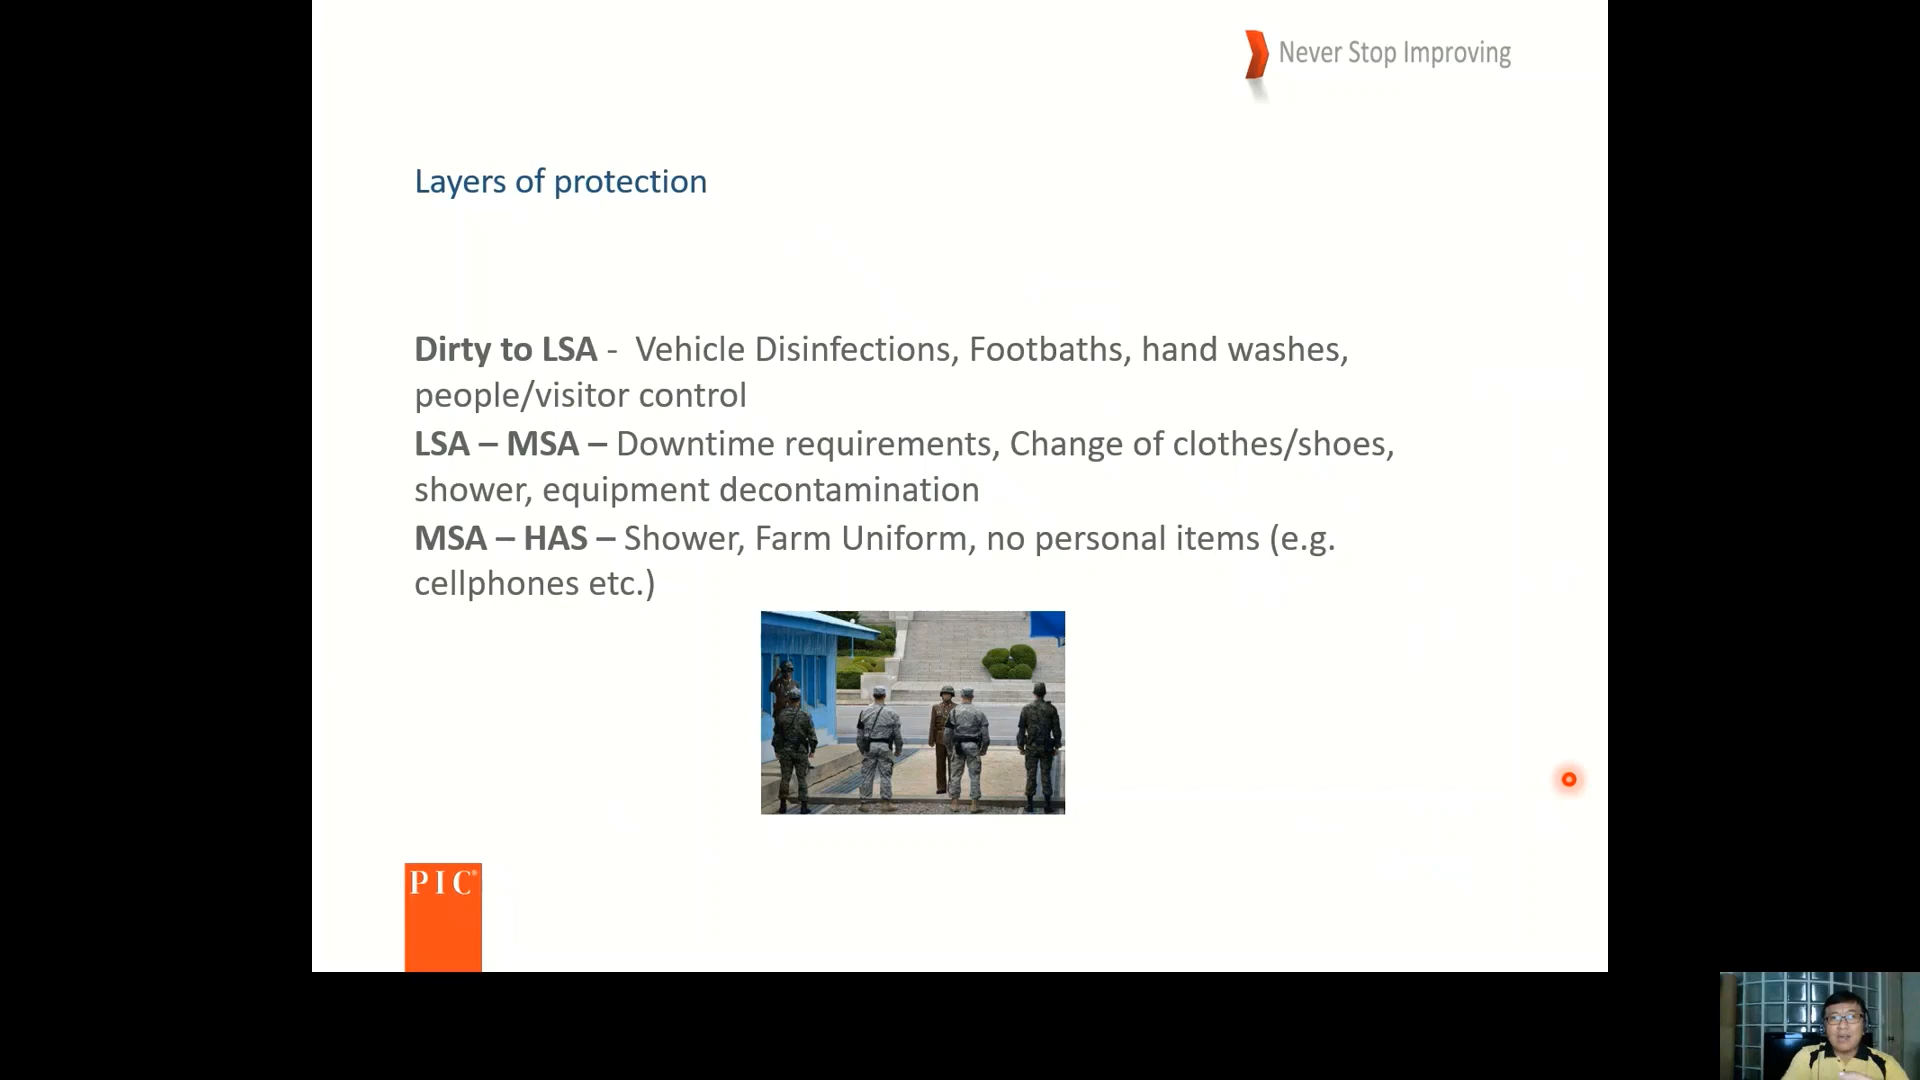 Never Stop Improving
Layers of protection
Dirty to LSA - Vehicle Disinfections, Footbaths, hand washes,
people/visitor control
LSA – MSA – Downtime requirements, Change of clothes/shoes,
shower, equipment decontamination
MSA – HAS – Shower, Farm Uniform, no personal items (e.g.
cellphones etc.)
PIC®